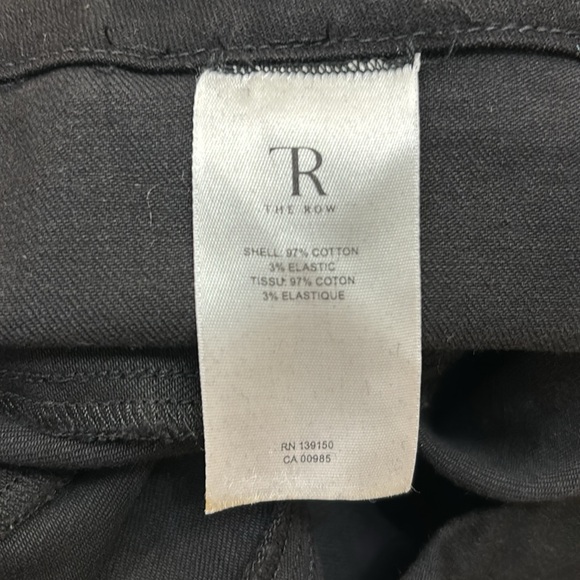 TR
THE ROW
SHELL: 97% COTTON
3% ELASTIC
TISSU: 97% COTON
3% ELASTIQUE
RN 139150
CA 00985